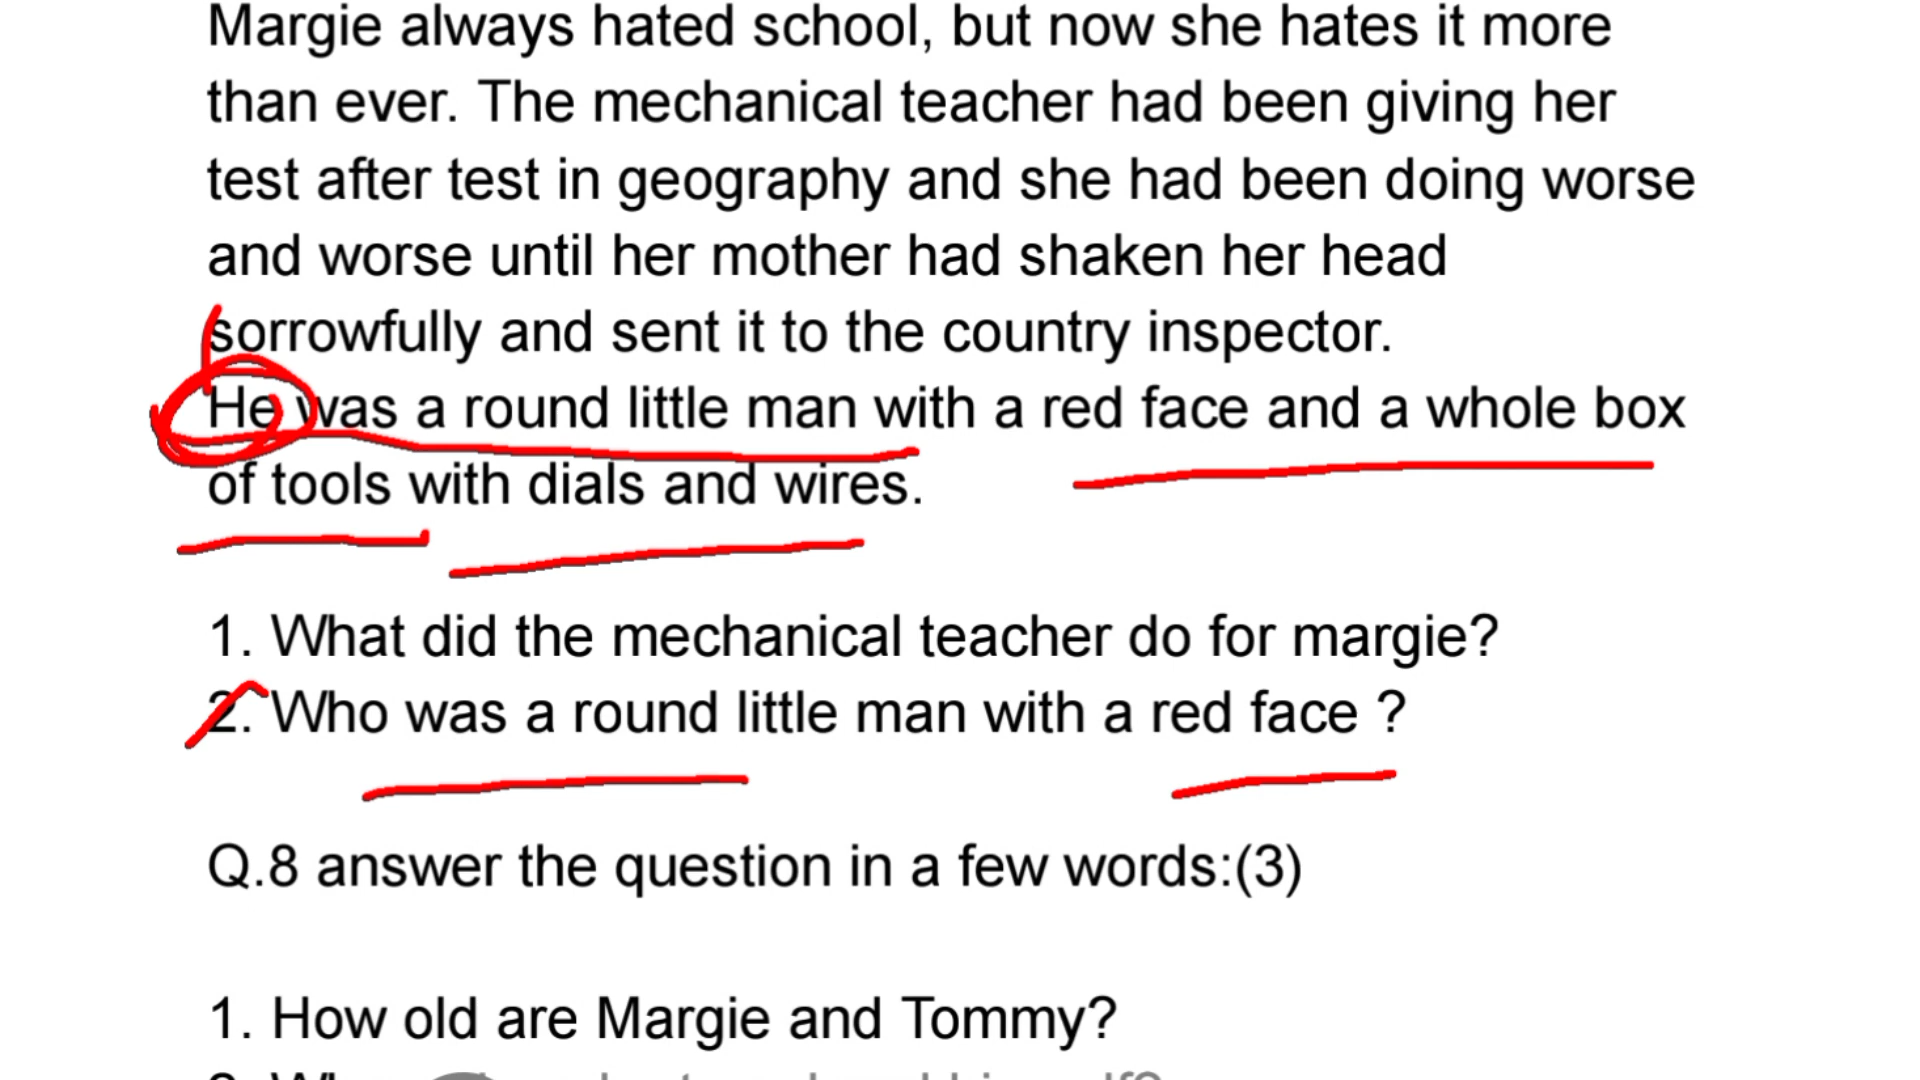 Margie always hated school, but now she hates it more
than ever. The mechanical teacher had been giving her
test after test in geography and she had been doing worse
and worse until her mother had shaken her head
sorrowfully and sent it to the country inspector.
He was a round little man with a red face and a whole box
of tools with dials and wires.
1. What did the mechanical teacher do for margie?
2. Who was a round little man with a red face ?
Q.8 answer the question in a few words:(3)
1. How old are Margie and Tommy?